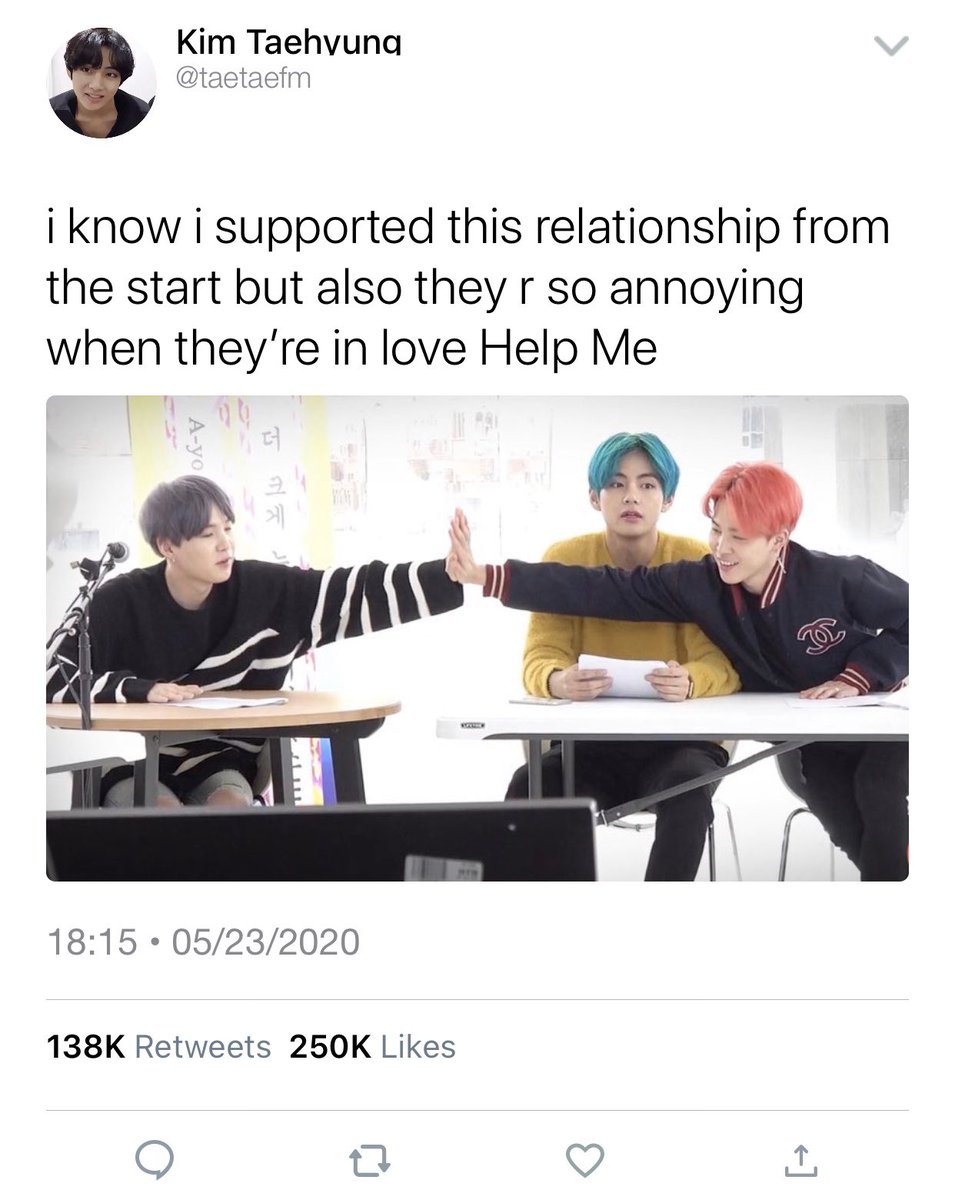 Kim Taehyung
@taetaefm
i know i supported this relationship from
the start but also they r so annoying
when they’re in love Help Me
A-yo
더
크
게
LIFETIME
18:15 • 05/23/2020
138K Retweets 250K Likes